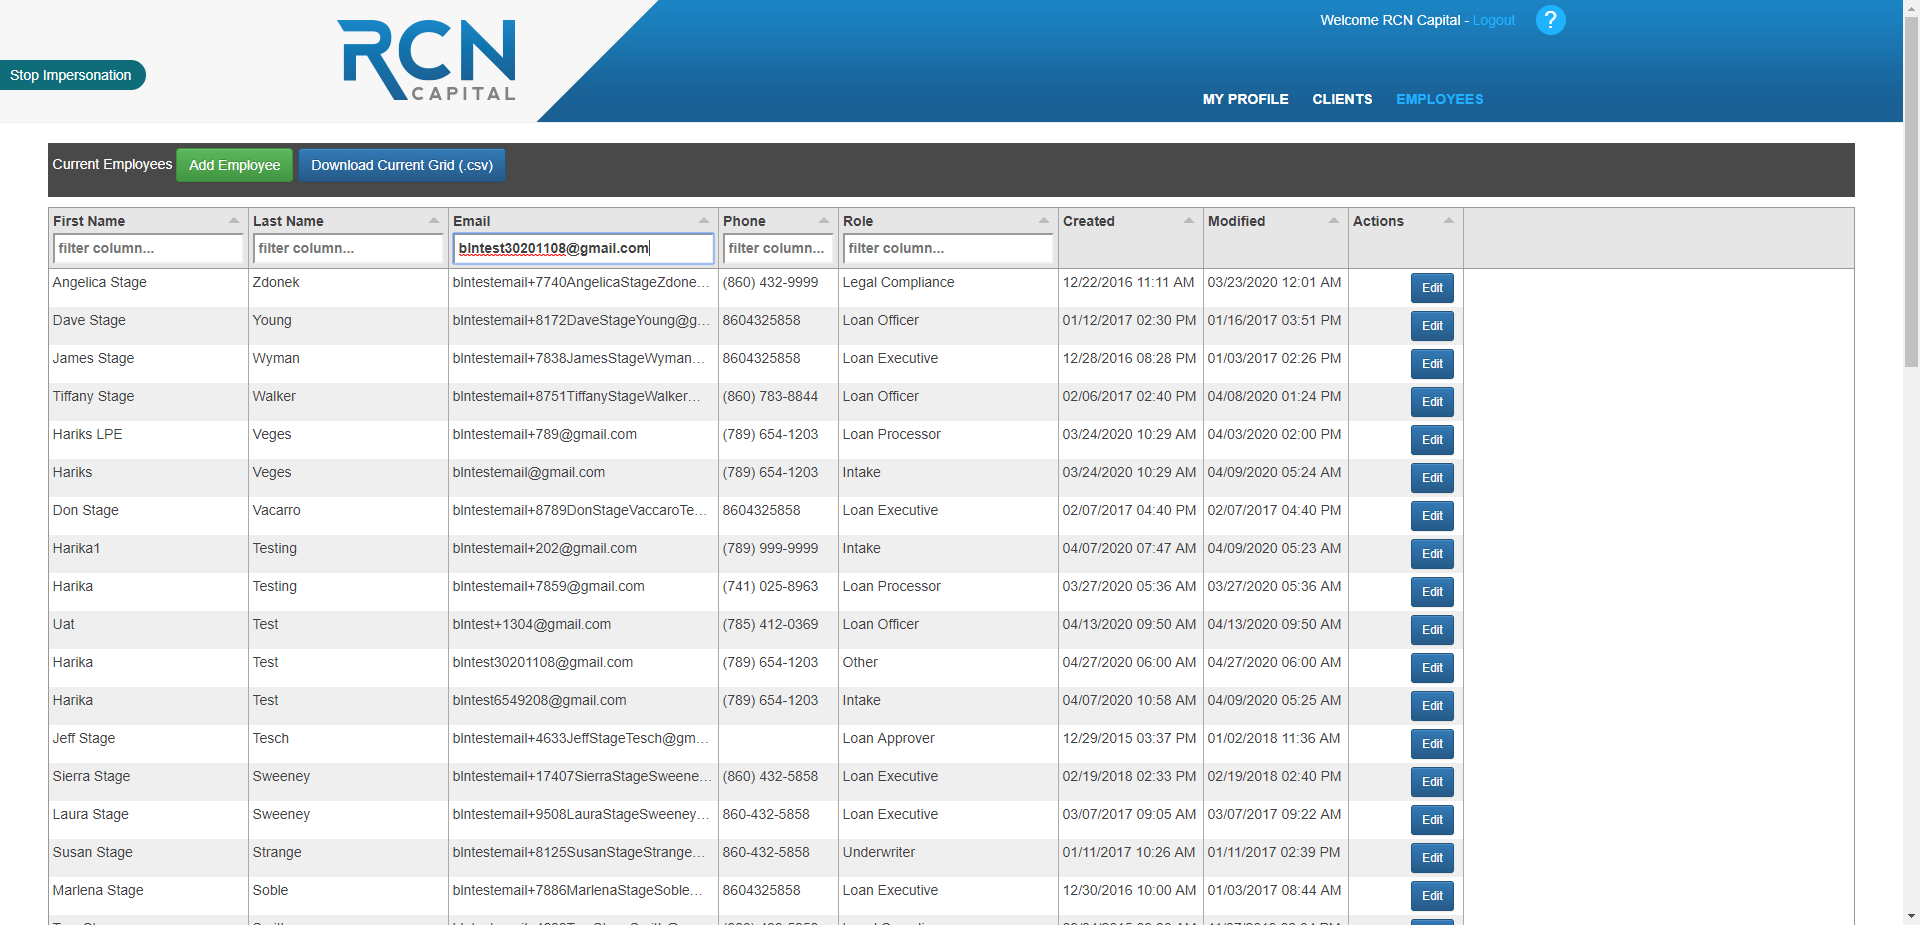 Welcome RCN Capital - Logout ?
RCN
CAPITAL
Stop Impersonation
MY PROFILE CLIENTS EMPLOYEES
Current Employees Add Employee Download Current Grid (.csv)
First Name Last Name Email Phone Role Created Modified Actions
filter column... filter column... blntest30201108@gmail.com filter column... filter column...
Angelica Stage Zdonek blntestemail+7740AngelicaStageZdone... (860) 432-9999 Legal Compliance 12/22/2016 11:11 AM 03/23/2020 12:01 AM Edit
Dave Stage Young blntestemail+8172DaveStageYoung@g... 8604325858 Loan Officer 01/12/2017 02:30 PM 01/16/2017 03:51 PM Edit
James Stage Wyman blntestemail+7838JamesStageWyman... 8604325858 Loan Executive 12/28/2016 08:28 PM 01/03/2017 02:26 PM Edit
Tiffany Stage Walker blntestemail+8751TiffanyStageWalker... (860) 783-8844 Loan Officer 02/06/2017 02:40 PM 04/08/2020 01:24 PM Edit
Hariks LPE Veges blntestemail+789@gmail.com (789) 654-1203 Loan Processor 03/24/2020 10:29 AM 04/03/2020 02:00 PM Edit
Hariks Veges blntestemail@gmail.com (789) 654-1203 Intake 03/24/2020 10:29 AM 04/09/2020 05:24 AM Edit
Don Stage Vacarro blntestemail+8789DonStageVaccaroTe... 8604325858 Loan Executive 02/07/2017 04:40 PM 02/07/2017 04:40 PM Edit
Harika1 Testing blntestemail+202@gmail.com (789) 999-9999 Intake 04/07/2020 07:47 AM 04/09/2020 05:23 AM Edit
Harika Testing blntestemail+7859@gmail.com (741) 025-8963 Loan Processor 03/27/2020 05:36 AM 03/27/2020 05:36 AM Edit
Uat Test blntest+1304@gmail.com (785) 412-0369 Loan Officer 04/13/2020 09:50 AM 04/13/2020 09:50 AM Edit
Harika Test blntest30201108@gmail.com (789) 654-1203 Other 04/27/2020 06:00 AM 04/27/2020 06:00 AM Edit
Harika Test blntest6549208@gmail.com (789) 654-1203 Intake 04/07/2020 10:58 AM 04/09/2020 05:25 AM Edit
Jeff Stage Tesch blntestemail+4633JeffStageTesch@gm... Loan Approver 12/29/2015 03:37 PM 01/02/2018 11:36 AM Edit
Sierra Stage Sweeney blntestemail+17407SierraStageSweene... (860) 432-5858 Loan Executive 02/19/2018 02:33 PM 02/19/2018 02:40 PM Edit
Laura Stage Sweeney blntestemail+9508LauraStageSweeney... 860-432-5858 Loan Executive 03/07/2017 09:05 AM 03/07/2017 09:22 AM Edit
Susan Stage Strange blntestemail+8125SusanStageStrange... 860-432-5858 Underwriter 01/11/2017 10:26 AM 01/11/2017 02:39 PM Edit
Marlena Stage Soble blntestemail+7886MarlenaStageSoble... 8604325858 Loan Executive 12/30/2016 10:00 AM 01/03/2017 08:44 AM Edit